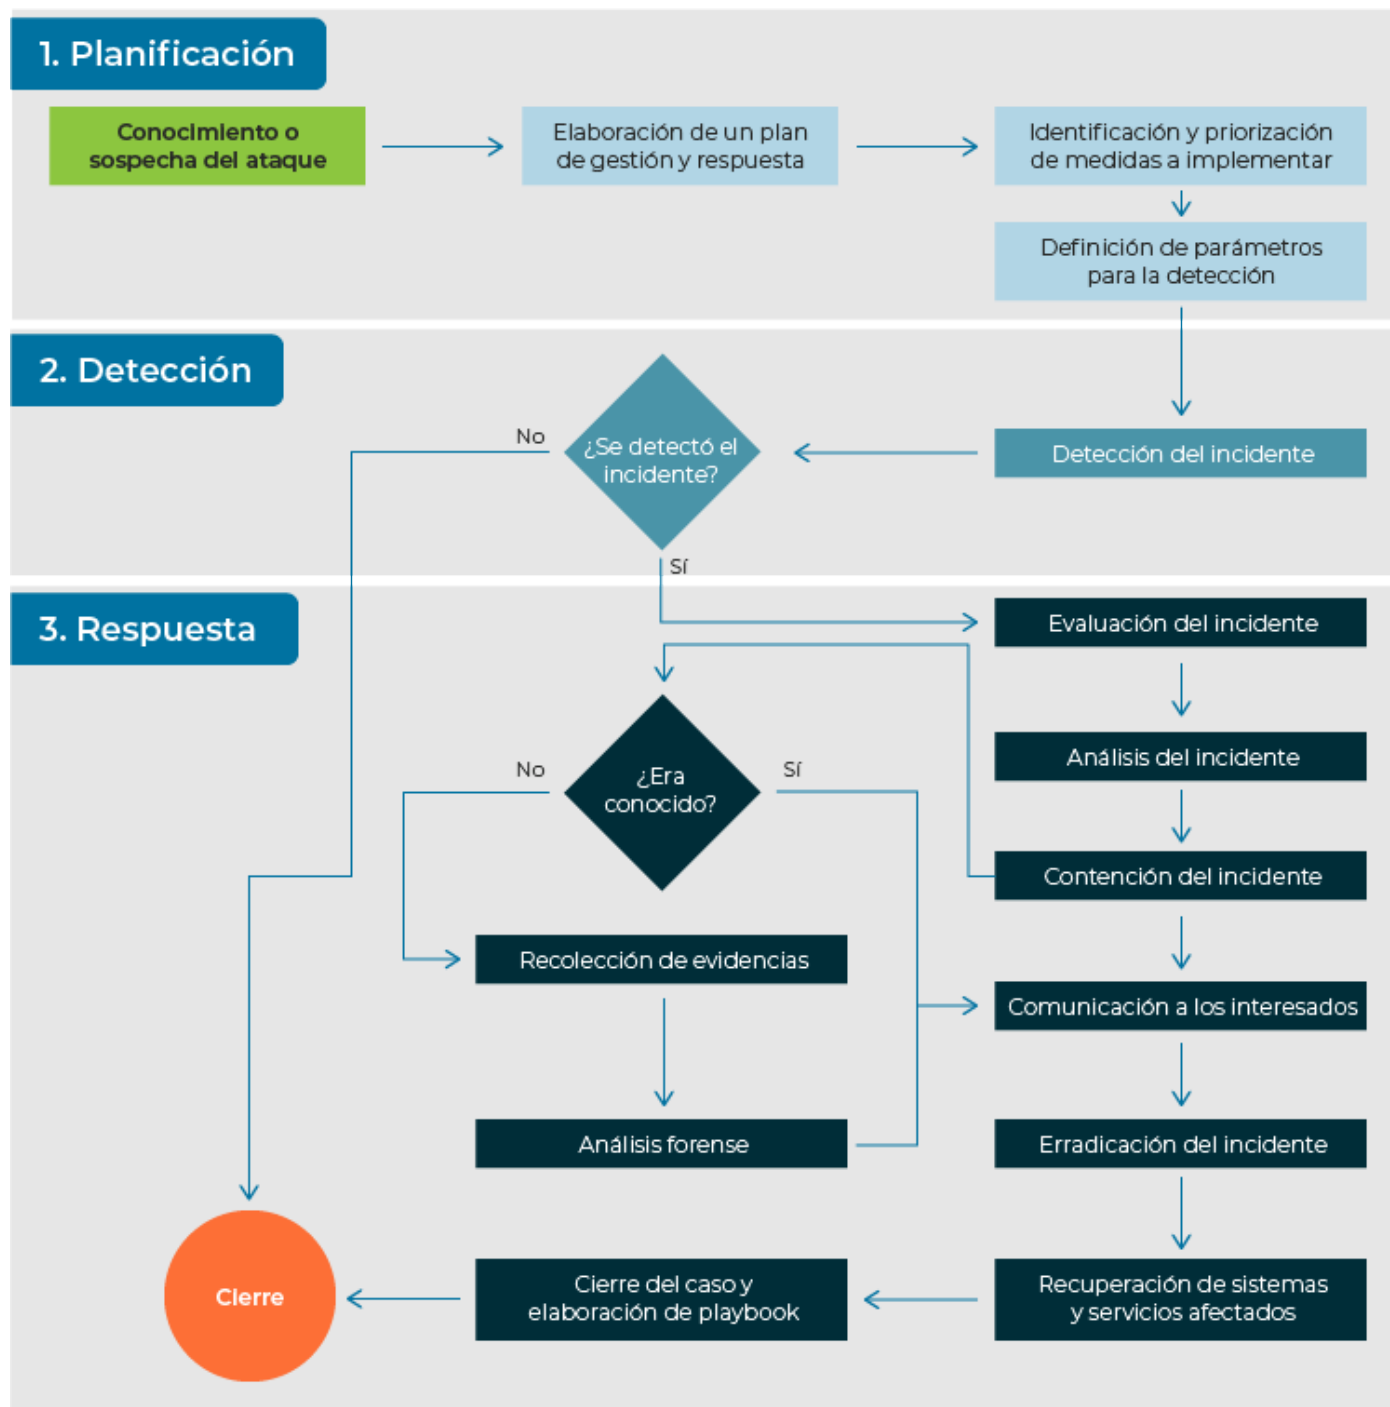 1. Planificación
Conocimiento o
sospecha del ataque
Elaboración de un plan
de gestión y respuesta
Identificación y priorización
de medidas a implementar
Definición de parámetros
para la detección
2. Detección
No
¿Se detectó el
incidente?
Detección del incidente
Sí
3. Respuesta
Evaluación del incidente
No
¿Era
conocido?
Sí
Análisis del incidente
Contención del incidente
Recolección de evidencias
Comunicación a los interesados
Análisis forense
Erradicación del incidente
Cierre
Cierre del caso y
elaboración de playbook
Recuperación de sistemas
y servicios afectados